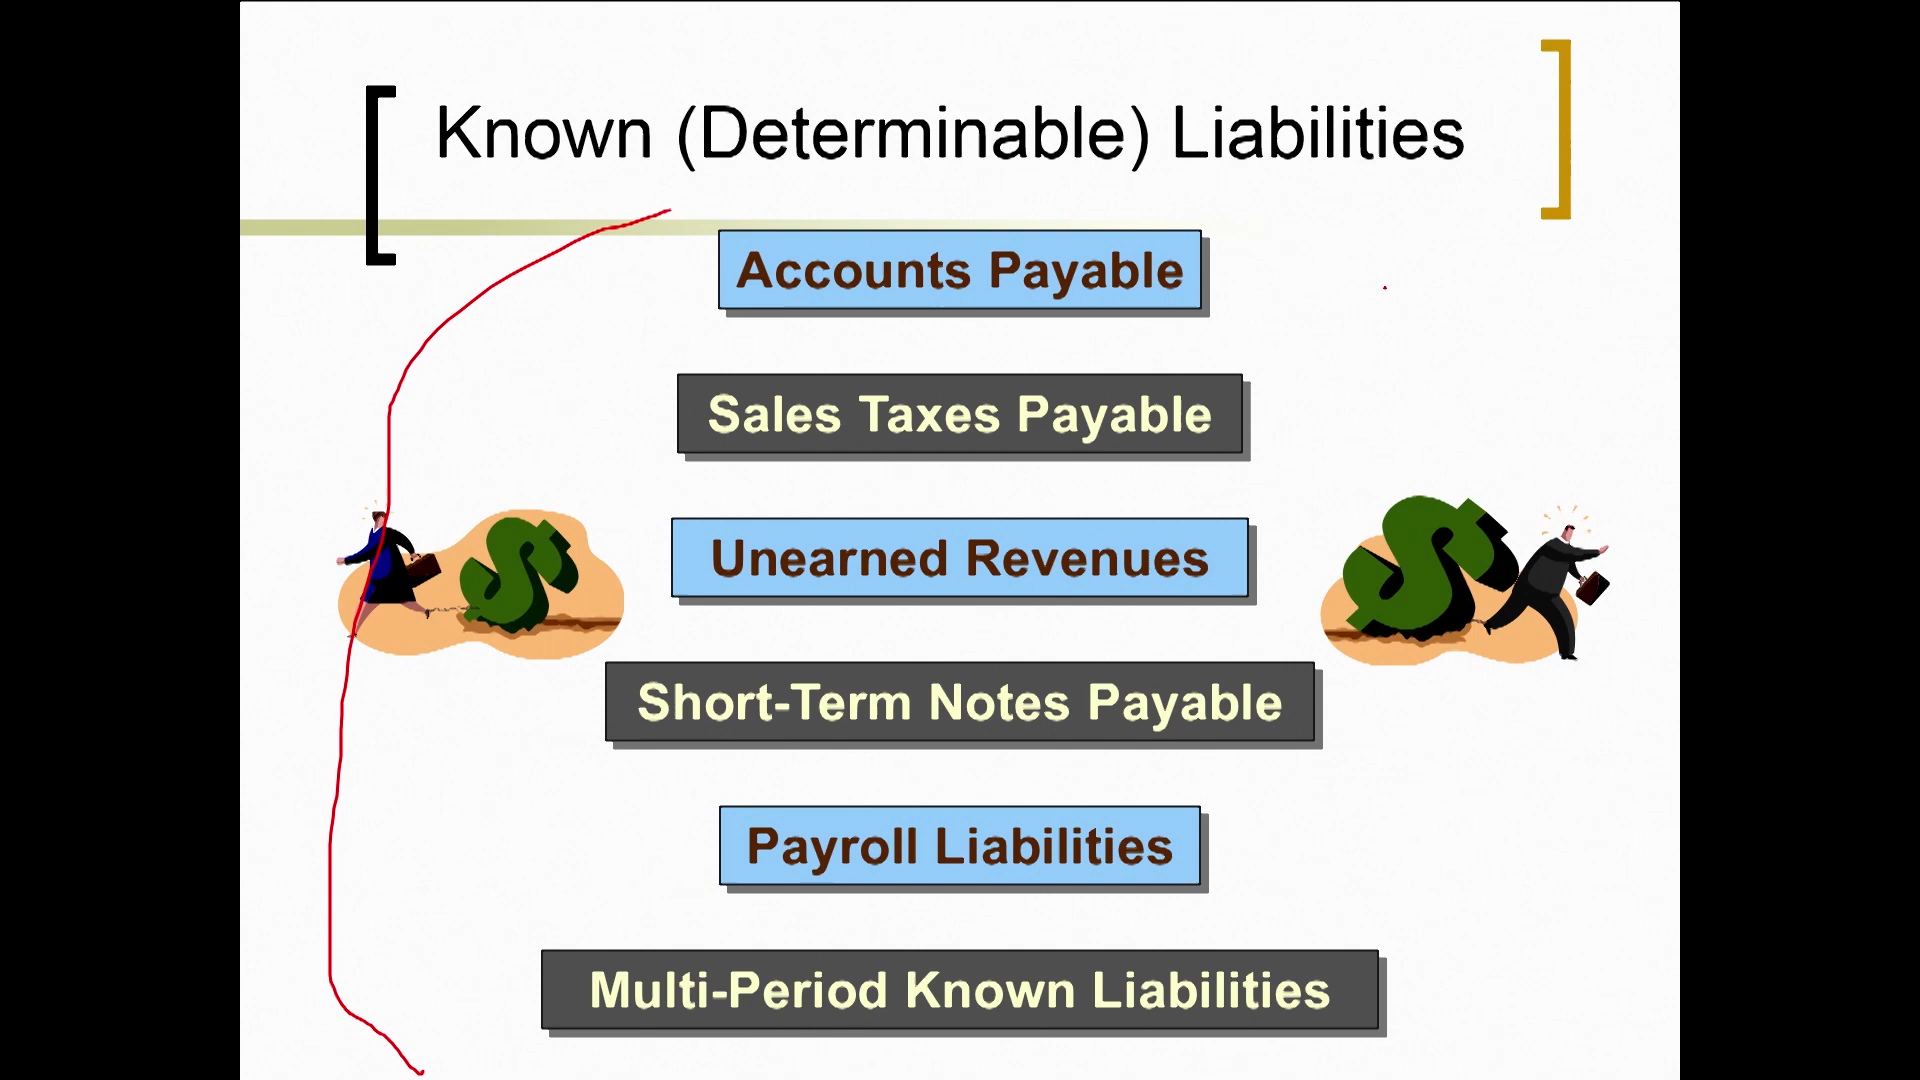 Known (Determinable) Liabilities
Accounts Payable
Sales Taxes Payable
Unearned Revenues
Short-Term Notes Payable
Payroll Liabilities
Multi-Period Known Liabilities